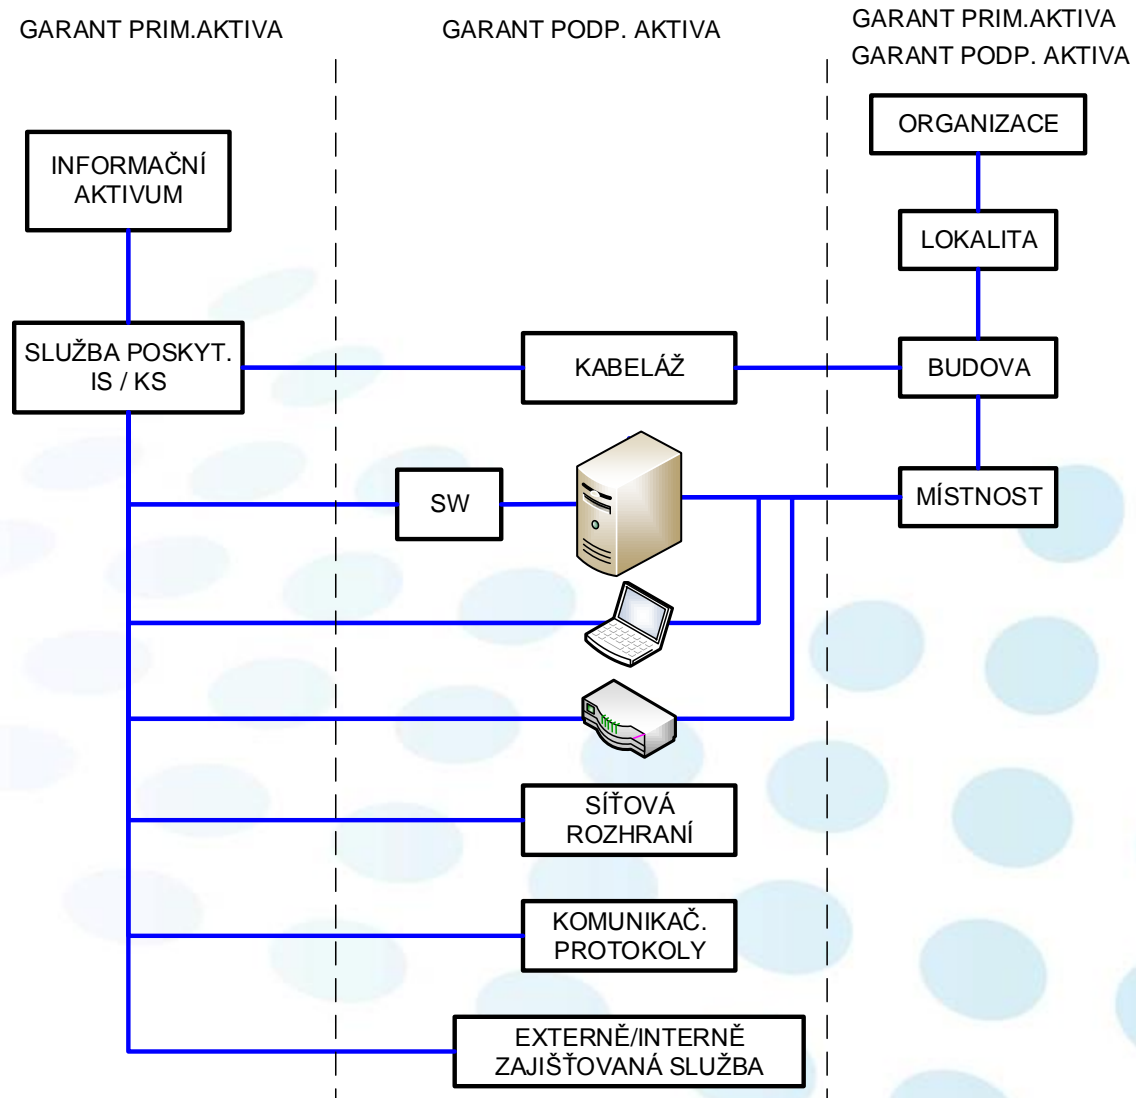 GARANT PRIM.AKTIVA
GARANT PODP. AKTIVA
GARANT PRIM.AKTIVA
GARANT PODP. AKTIVA
ORGANIZACE
INFORMAČNÍ
AKTIVUM
LOKALITA
SLUŽBA POSKYT.
IS / KS
KABELÁŽ
BUDOVA
SW
MÍSTNOST
SÍŤOVÁ
ROZHRANÍ
KOMUNIKAČ.
PROTOKOLY
EXTERNĚ/INTERNĚ
ZAJIŠŤOVANÁ SLUŽBA